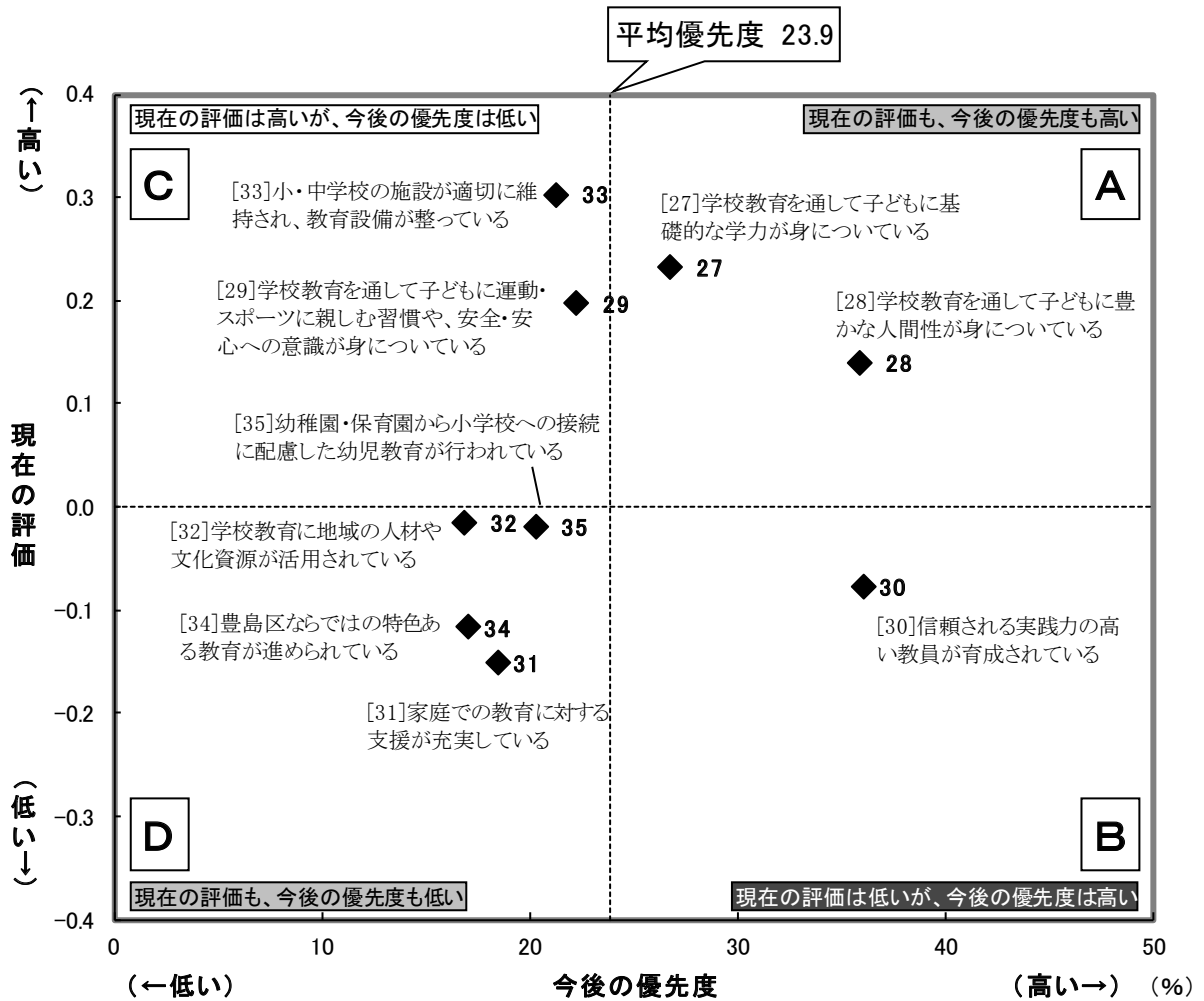 平均優先度 23.9
（↑高い）
0.4
現在の評価は高いが、今後の優先度は低い
現在の評価も、今後の優先度も高い
C
A
0.3
[33]小・中学校の施設が適切に維
持され、教育設備が整っている
33
[27]学校教育を通して子どもに基
礎的な学力が身についている
27
[29]学校教育を通して子どもに運動・
スポーツに親しむ習慣や、安全・安
心への意識が身についている
29
0.2
[28]学校教育を通して子どもに豊
かな人間性が身についている
28
0.1
[35]幼稚園・保育園から小学校への接続
に配慮した幼児教育が行われている
現在の評価
0.0
[32]学校教育に地域の人材や
文化資源が活用されている
32
35
−0.1
30
[30]信頼される実践力の高
い教員が育成されている
[34]豊島区ならではの特色あ
る教育が進められている
34
31
[31]家庭での教育に対する
支援が充実している
−0.2
−0.3
（低い↓）
D
B
現在の評価も、今後の優先度も低い
現在の評価は低いが、今後の優先度は高い
−0.4
0
10
20
30
40
50
（←低い）
今後の優先度
（高い→）
（%）